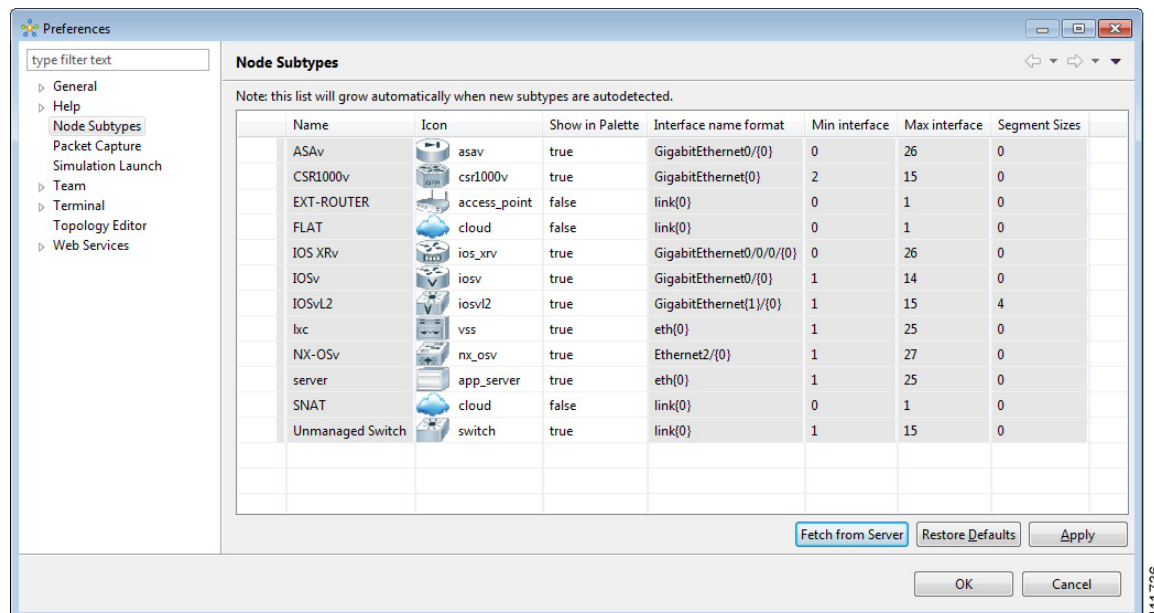 Preferences
type filter text
General
Help
Node Subtypes
Packet Capture
Simulation Launch
Team
Terminal
Topology Editor
Web Services
Node Subtypes
Note: this list will grow automatically when new subtypes are autodetected.
Name Icon Show in Palette Interface name format Min interface Max interface Segment Sizes
ASAv asav true GigabitEthernet0/{0} 0 26 0
CSR1000v csr1000v true GigabitEthernet{0} 2 15 0
EXT-ROUTER access_point false link{0} 0 1 0
FLAT cloud false link{0} 0 1 0
IOS XRv ios_xrv true GigabitEthernet0/0/0/{0} 0 26 0
IOSv iosv true GigabitEthernet0/{0} 1 14 0
IOSvL2 iosvl2 true GigabitEthernet{1}/{0} 1 15 4
lxc vss true eth{0} 1 25 0
NX-OSv nx_osv true Ethernet2/{0} 1 27 0
server app_server true eth{0} 1 25 0
SNAT cloud false link{0} 0 1 0
Unmanaged Switch switch true link{0} 1 15 0
Fetch from Server Restore Defaults Apply
OK Cancel